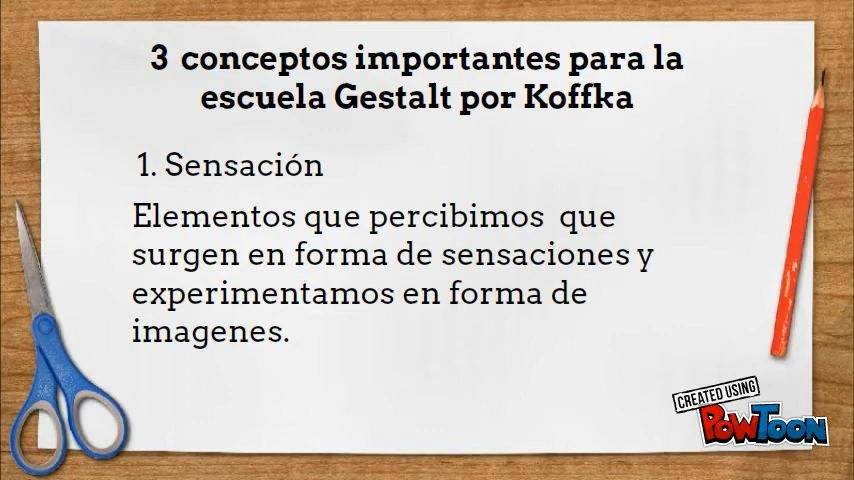 3 conceptos importantes para la
escuela Gestalt por Koffka
1. Sensación
Elementos que percibimos que
surgen en forma de sensaciones y
experimentamos en forma de
imagenes.
CREATED USING
POWTOON